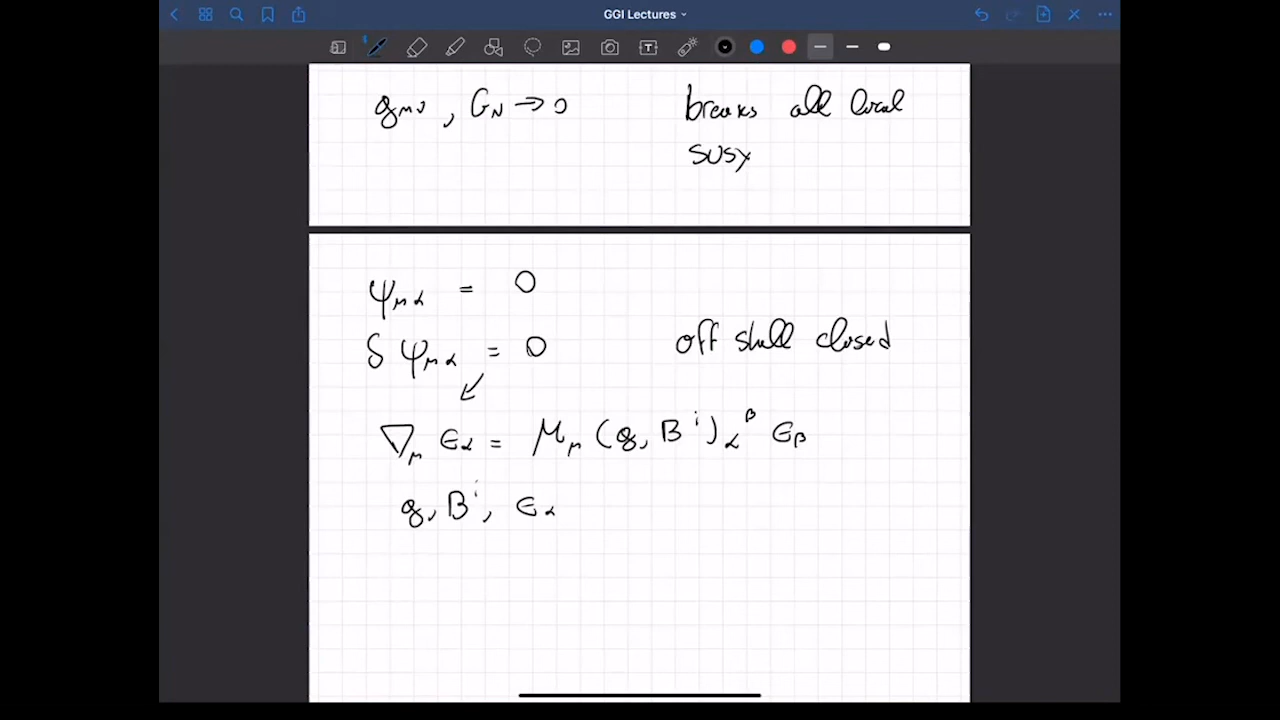 GGI Lectures
g_{μν}, G_N → 0 breaks all local
SUSY
ψ_{μα} = 0
δ ψ_{μα} = 0 off shell closed
∇_μ ε_α = M_μ (g, B^i)_α^β ε_β
g, B^i, ε_α